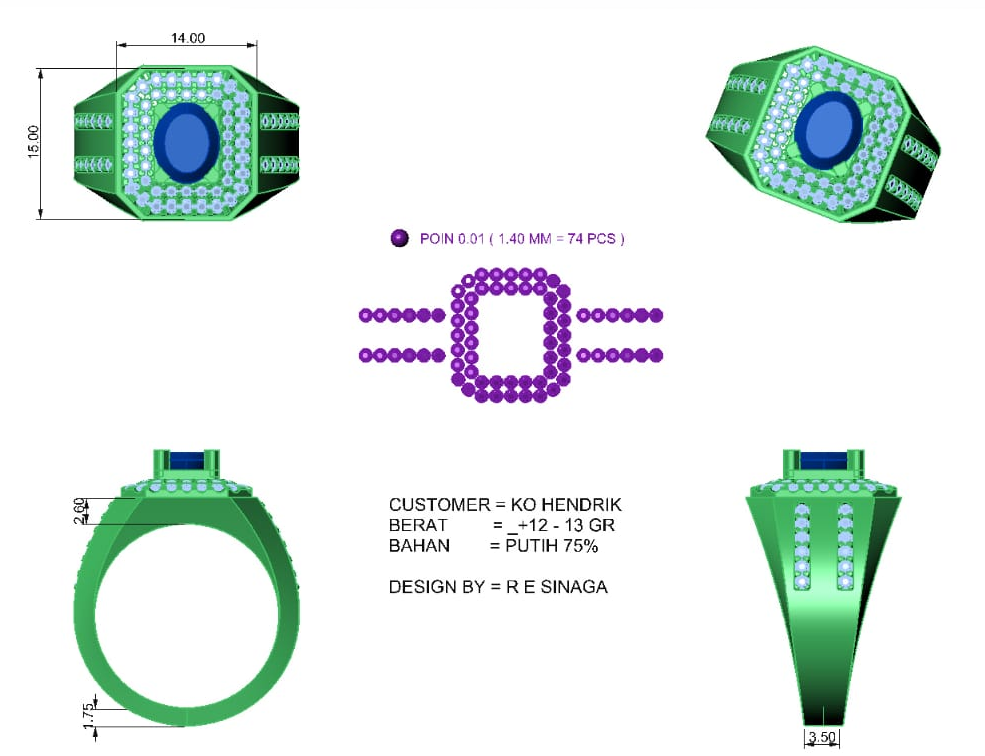 14.00
15.00
POIN 0.01 ( 1.40 MM = 74 PCS )
2.60
CUSTOMER = KO HENDRIK
BERAT = _+12 - 13 GR
BAHAN = PUTIH 75%
DESIGN BY = R E SINAGA
1.75
3.50